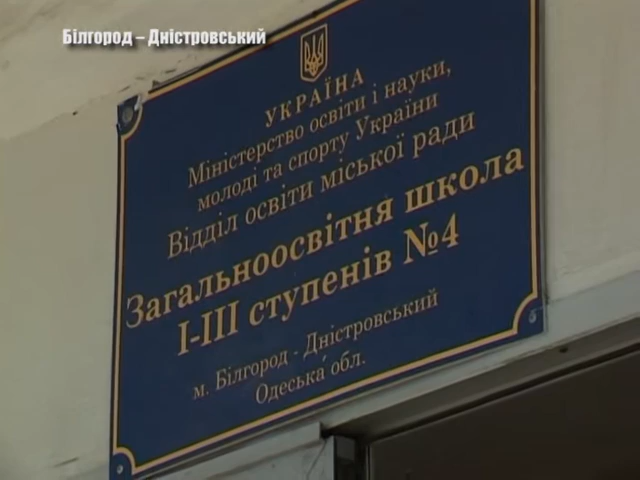 Білгород – Дністровський
УКРАЇНА
Міністерство освіти і науки,
молоді та спорту України
Відділ освіти міської ради
Загальноосвітня школа
І-ІІІ ступенів №4
м. Білгород - Дністровський
Одеська обл.